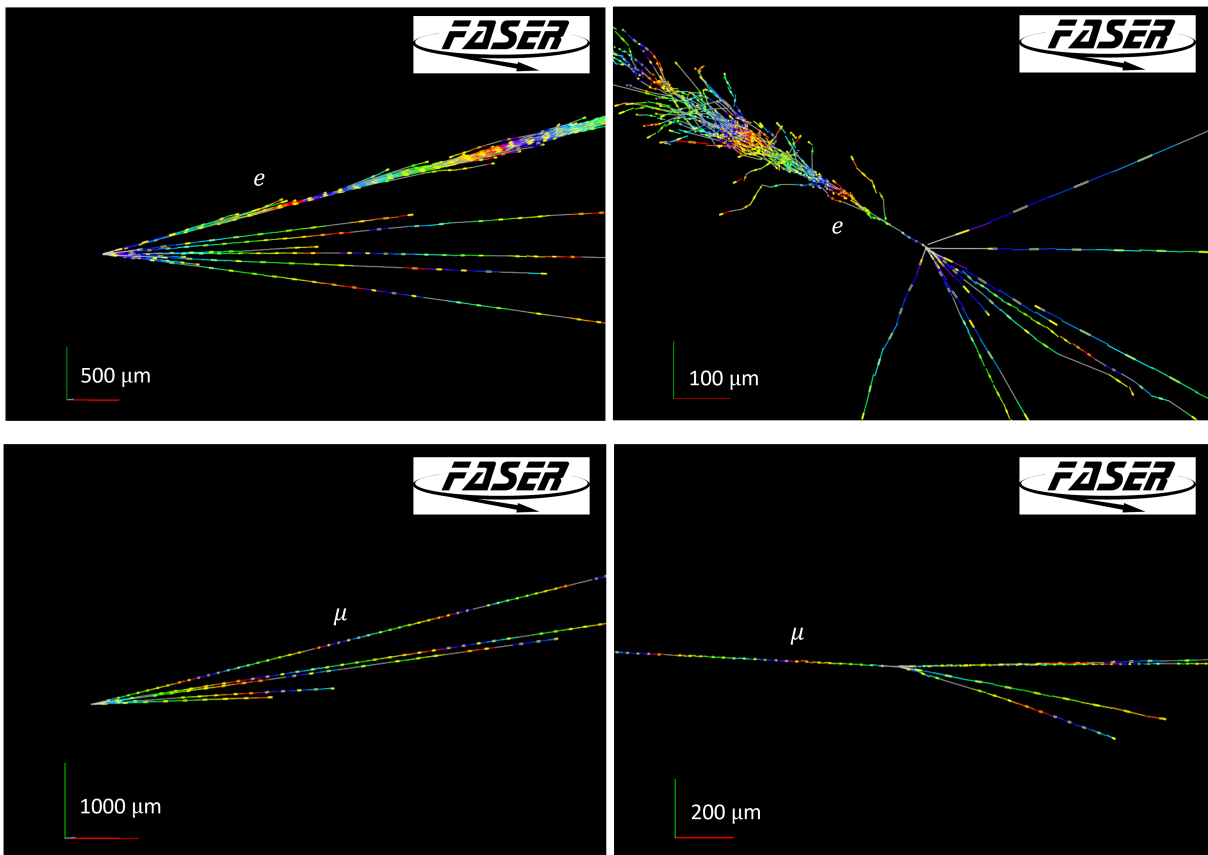 FASER
e
500 μm
FASER
e
100 μm
FASER
μ
1000 μm
FASER
μ
200 μm